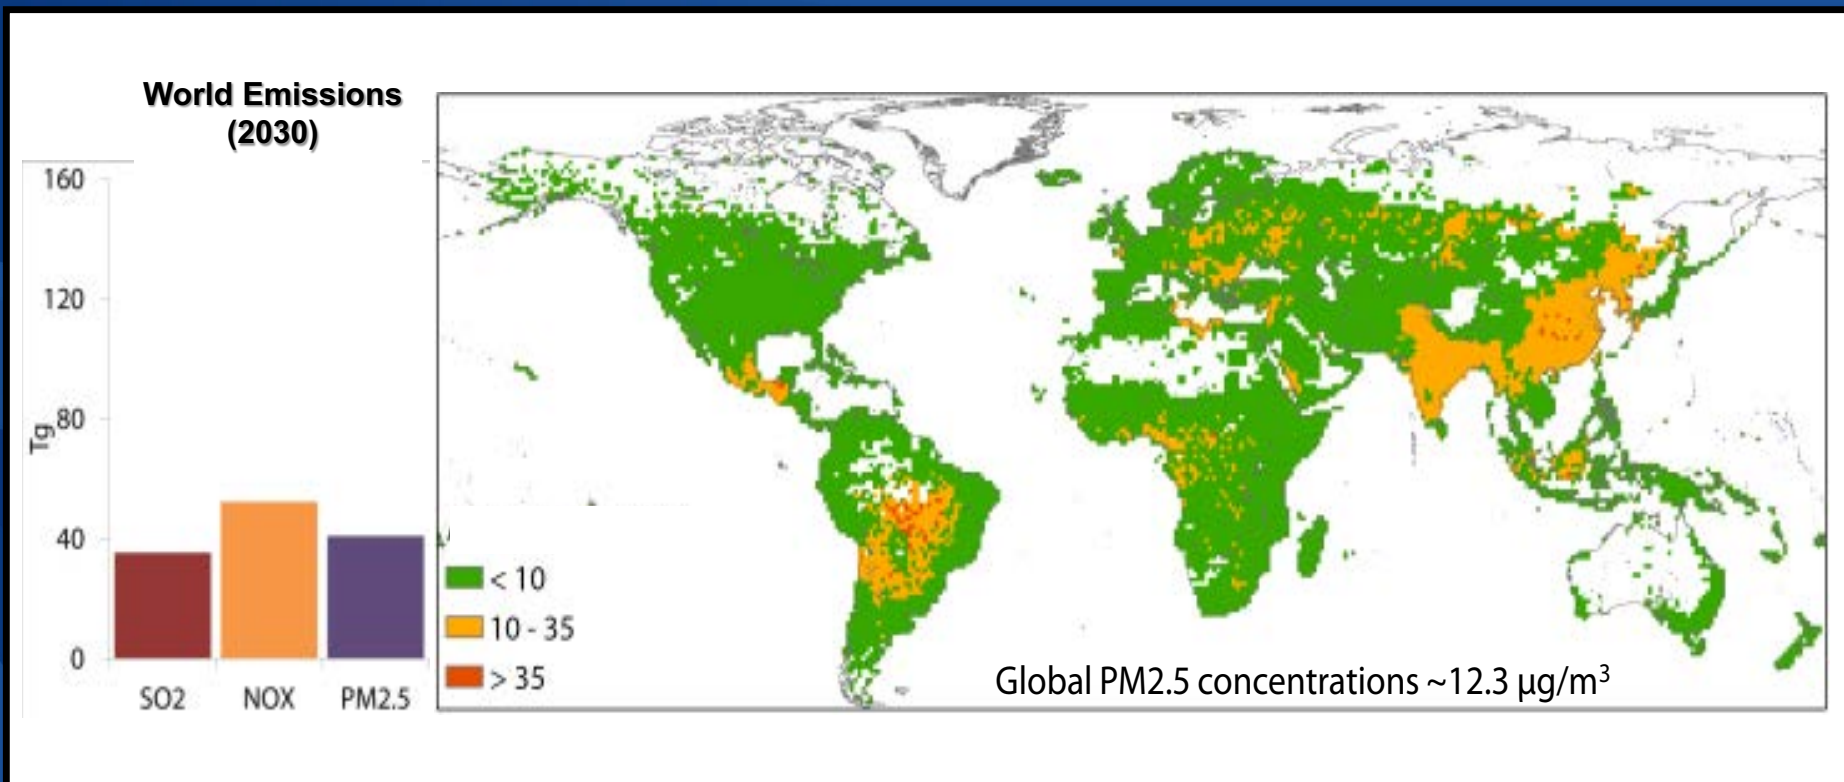 World Emissions
(2030)
160
120
80
40
0
Tg
SO2 NOX PM2.5
< 10
10 - 35
> 35
Global PM2.5 concentrations ~12.3 µg/m³